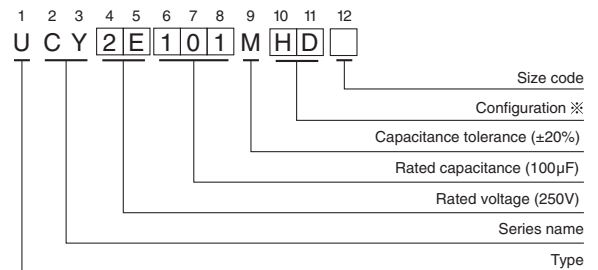 1 2 3 4 5 6 7 8 9 10 11 12
U C Y 2 E 1 0 1 M H D
Size code
Configuration ※
Capacitance tolerance (±20%)
Rated capacitance (100µF)
Rated voltage (250V)
Series name
Type